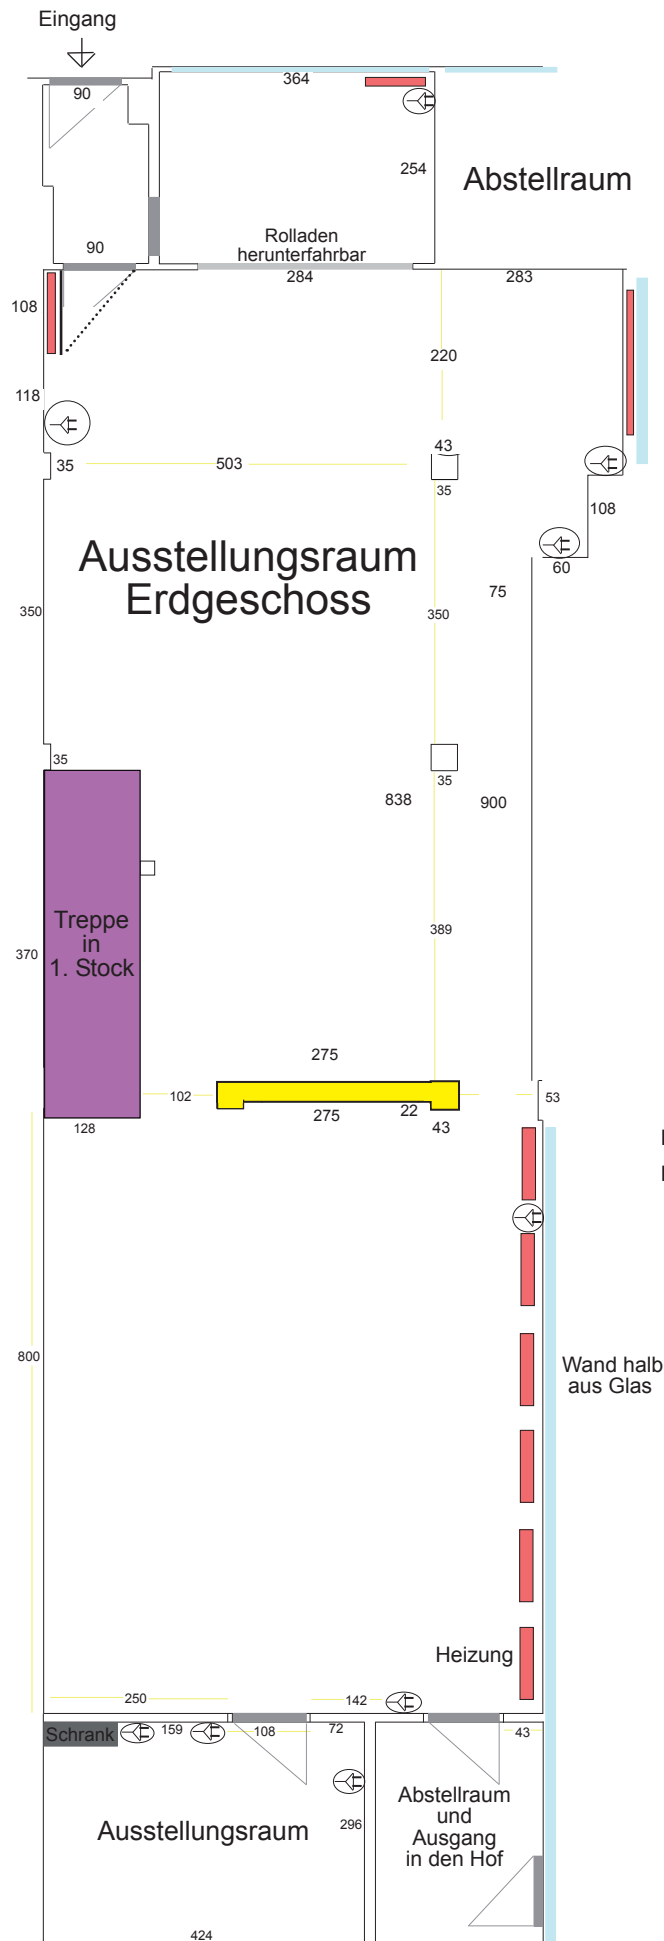 Eingang
364
90
254
Abstellraum
90
Rolladen
herunterfahrbar
284
283
108
220
118
43
35
503
35
108
Ausstellungsraum
Erdgeschoss
60
75
350
350
35
35
838
900
Treppe
in
1. Stock
389
370
275
102
53
275
22
128
43
800
Wand halb
aus Glas
Heizung
250
142
Schrank
159
108
72
43
Abstellraum
und
Ausgang
in den Hof
296
Ausstellungsraum
424